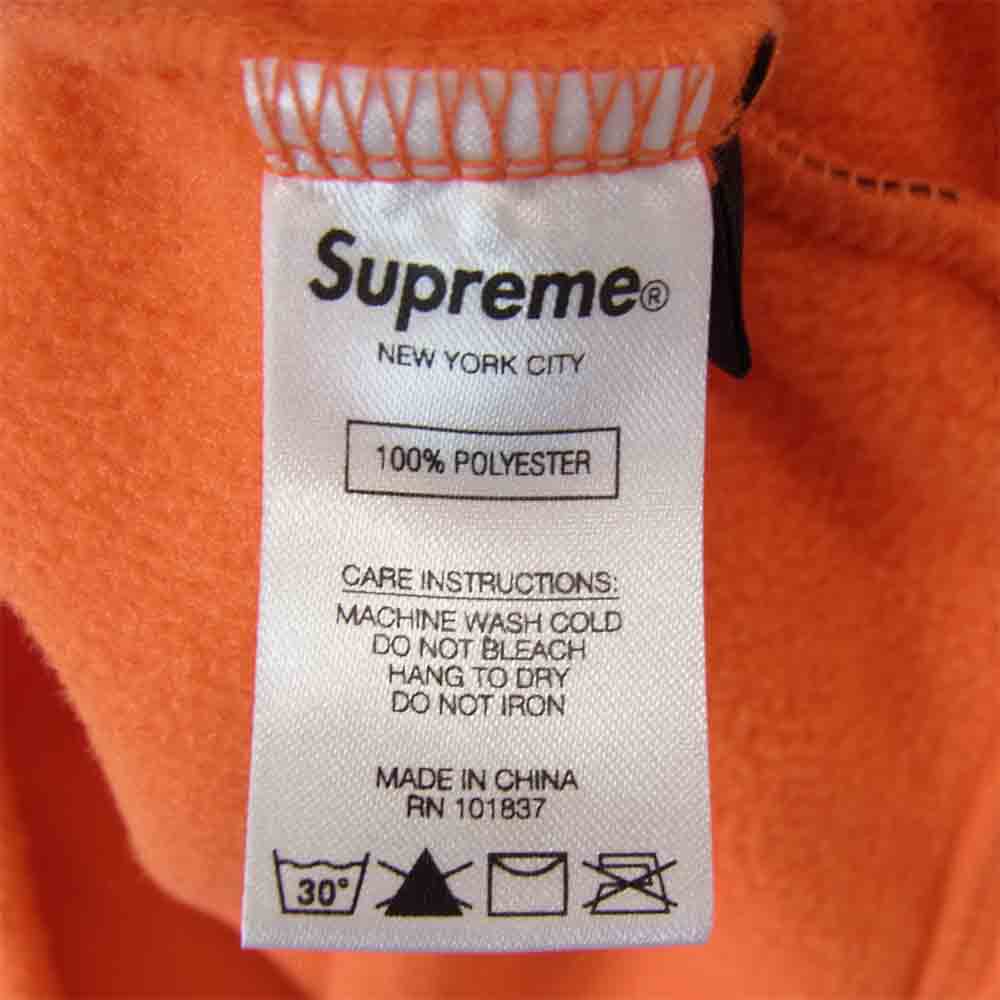 Supreme®
NEW YORK CITY
100% POLYESTER
CARE INSTRUCTIONS:
MACHINE WASH COLD
DO NOT BLEACH
HANG TO DRY
DO NOT IRON
MADE IN CHINA
RN 101837
30°